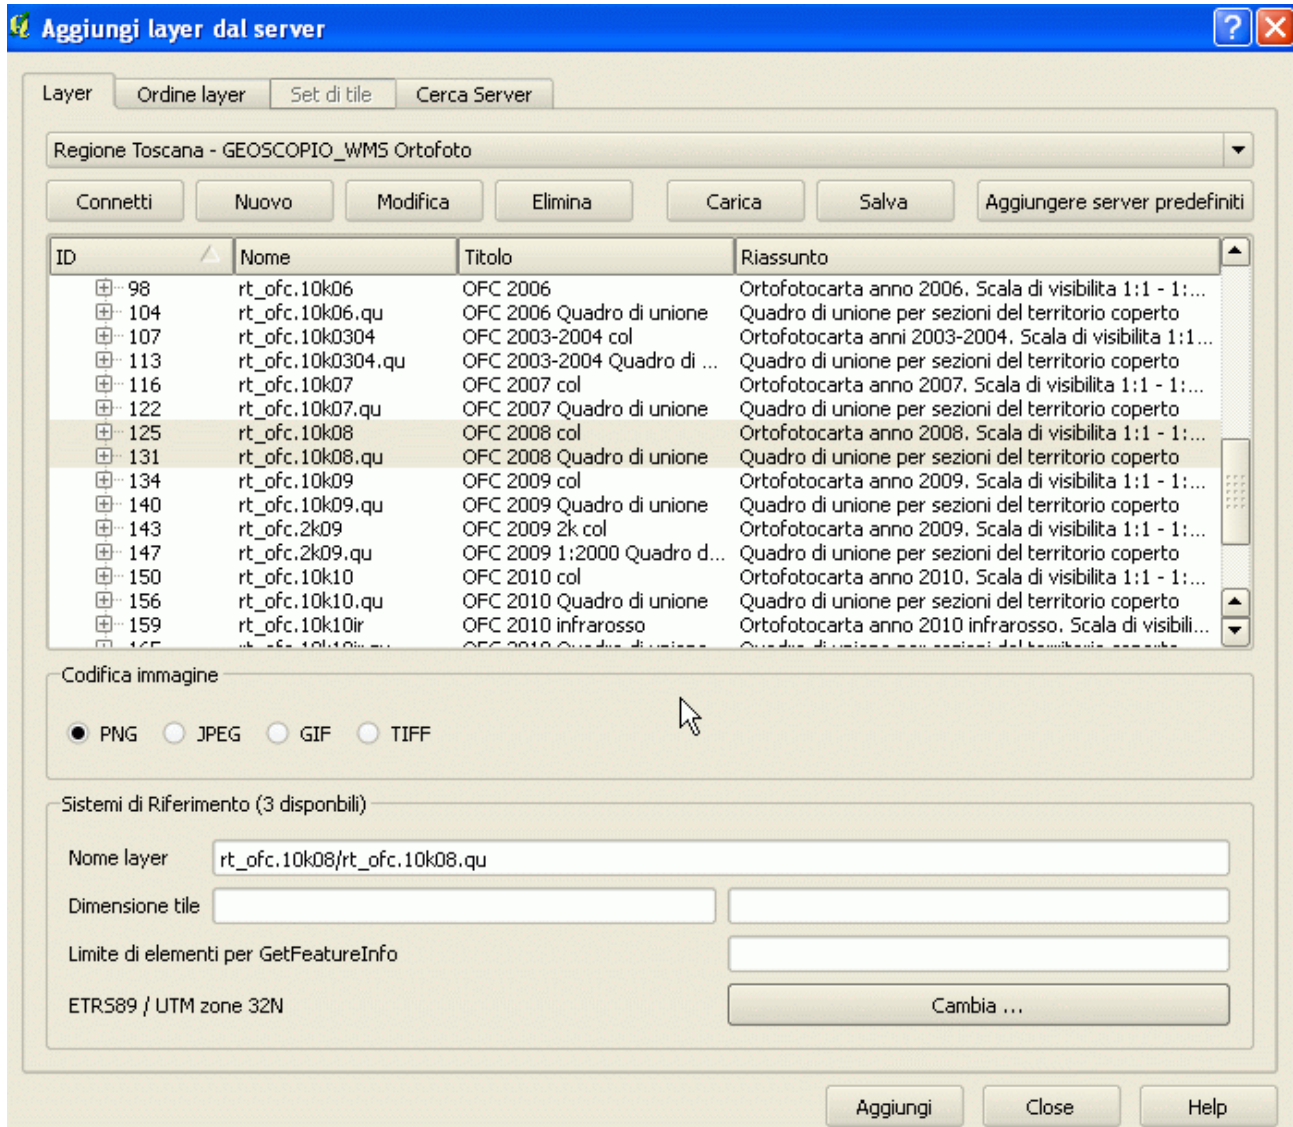 Aggiungi layer dal server
Layer Ordine layer Set di tile Cerca Server
Regione Toscana - GEOSCOPIO_WMS Ortofoto
Connetti Nuovo Modifica Elimina Carica Salva Aggiungere server predefiniti
ID Nome Titolo Riassunto
98 rt_ofc.10k06 OFC 2006 Ortofotocarta anno 2006. Scala di visibilita 1:1 - 1:...
104 rt_ofc.10k06.qu OFC 2006 Quadro di unione Quadro di unione per sezioni del territorio coperto
107 rt_ofc.10k0304 OFC 2003-2004 col Ortofotocarta anni 2003-2004. Scala di visibilita 1:1...
113 rt_ofc.10k0304.qu OFC 2003-2004 Quadro di ... Quadro di unione per sezioni del territorio coperto
116 rt_ofc.10k07 OFC 2007 col Ortofotocarta anno 2007. Scala di visibilita 1:1 - 1:...
122 rt_ofc.10k07.qu OFC 2007 Quadro di unione Quadro di unione per sezioni del territorio coperto
125 rt_ofc.10k08 OFC 2008 col Ortofotocarta anno 2008. Scala di visibilita 1:1 - 1:...
131 rt_ofc.10k08.qu OFC 2008 Quadro di unione Quadro di unione per sezioni del territorio coperto
134 rt_ofc.10k09 OFC 2009 col Ortofotocarta anno 2009. Scala di visibilita 1:1 - 1:...
140 rt_ofc.10k09.qu OFC 2009 Quadro di unione Quadro di unione per sezioni del territorio coperto
143 rt_ofc.2k09 OFC 2009 2k col Ortofotocarta anno 2009. Scala di visibilita 1:1 - 1:...
147 rt_ofc.2k09.qu OFC 2009 1:2000 Quadro d... Quadro di unione per sezioni del territorio coperto
150 rt_ofc.10k10 OFC 2010 col Ortofotocarta anno 2010. Scala di visibilita 1:1 - 1:...
156 rt_ofc.10k10.qu OFC 2010 Quadro di unione Quadro di unione per sezioni del territorio coperto
159 rt_ofc.10k10ir OFC 2010 infrarosso Ortofotocarta anno 2010 infrarosso. Scala di visibili...
Codifica immagine
PNG JPEG GIF TIFF
Sistemi di Riferimento (3 disponbili)
Nome layer rt_ofc.10k08/rt_ofc.10k08.qu
Dimensione tile
Limite di elementi per GetFeatureInfo
ETRS89 / UTM zone 32N Cambia ...
Aggiungi Close Help